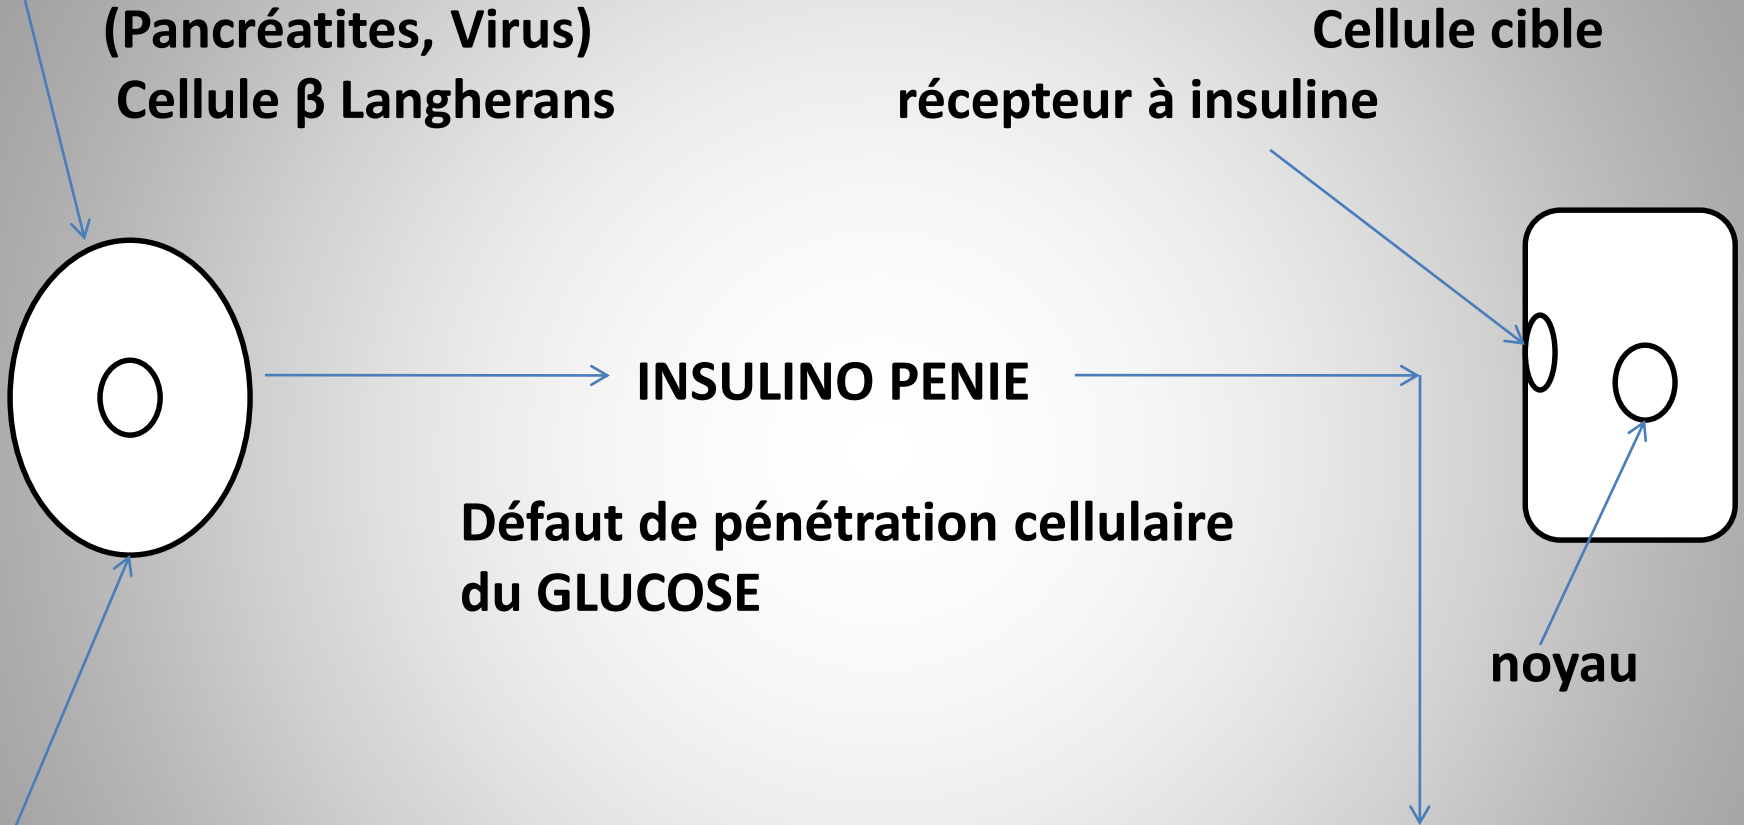 (Pancréatites, Virus)
Cellule cible
Cellule β Langherans
récepteur à insuline
INSULINO PENIE
Défaut de pénétration cellulaire
du GLUCOSE
noyau